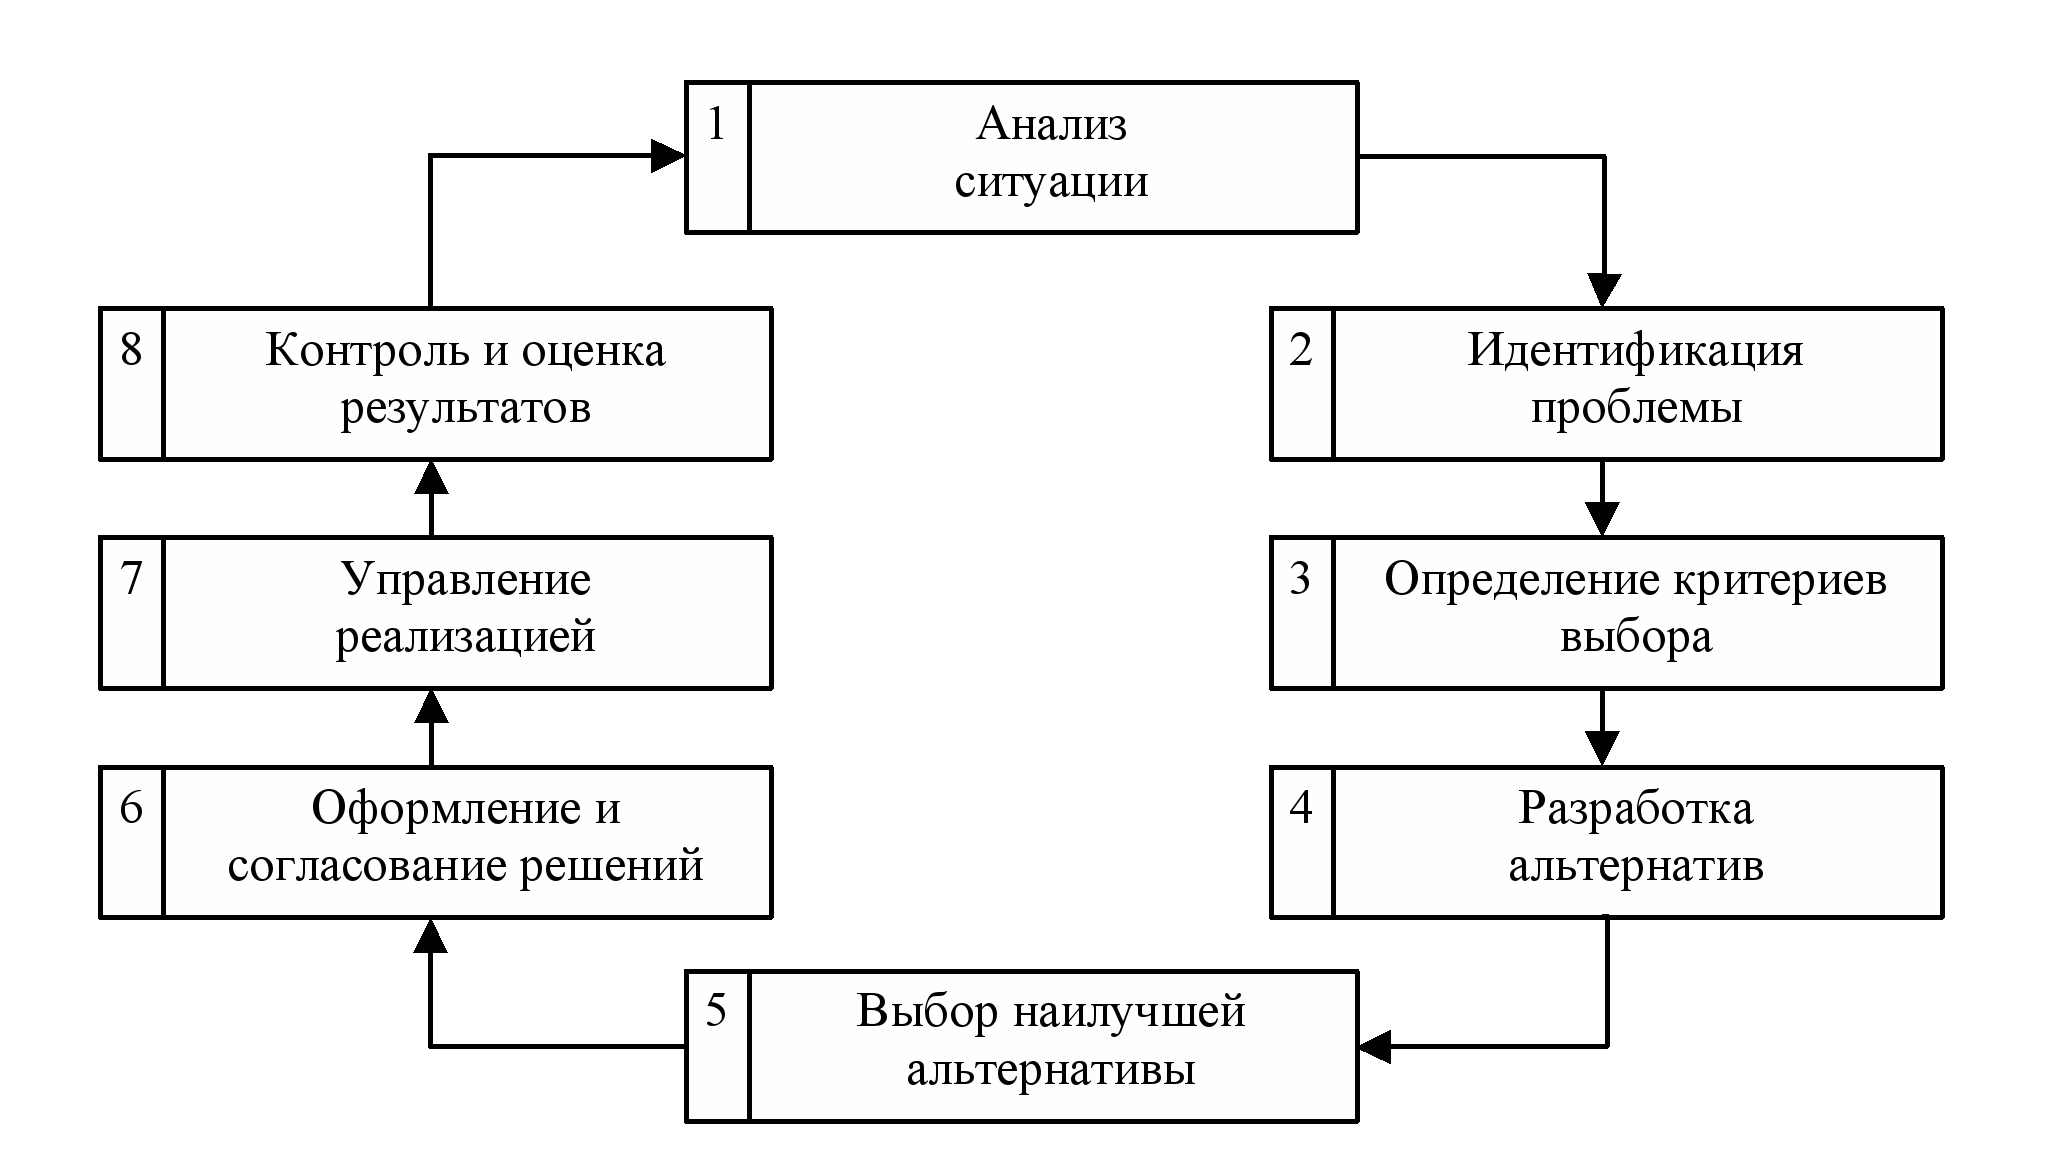 1
Анализ
ситуации
2
Идентификация
проблемы
3
Определение критериев
выбора
4
Разработка
альтернатив
5
Выбор наилучшей
альтернативы
6
Оформление и
согласование решений
7
Управление
реализацией
8
Контроль и оценка
результатов